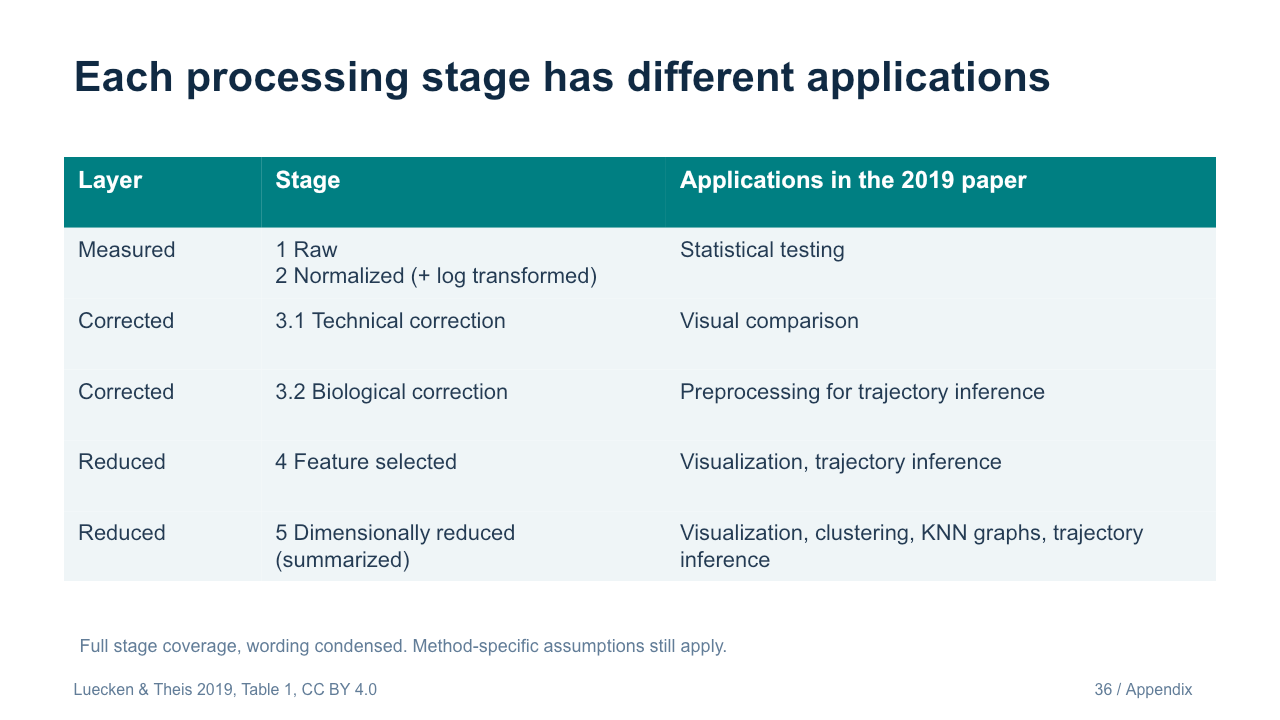 Each processing stage has different applications
Layer Stage Applications in the 2019 paper
Measured 1 Raw Statistical testing
2 Normalized (+ log transformed)
Corrected 3.1 Technical correction Visual comparison
Corrected 3.2 Biological correction Preprocessing for trajectory inference
Reduced 4 Feature selected Visualization, trajectory inference
Reduced 5 Dimensionally reduced Visualization, clustering, KNN graphs, trajectory
(summarized) inference
Full stage coverage, wording condensed. Method-specific assumptions still apply.
Luecken & Theis 2019, Table 1, CC BY 4.0 36 / Appendix